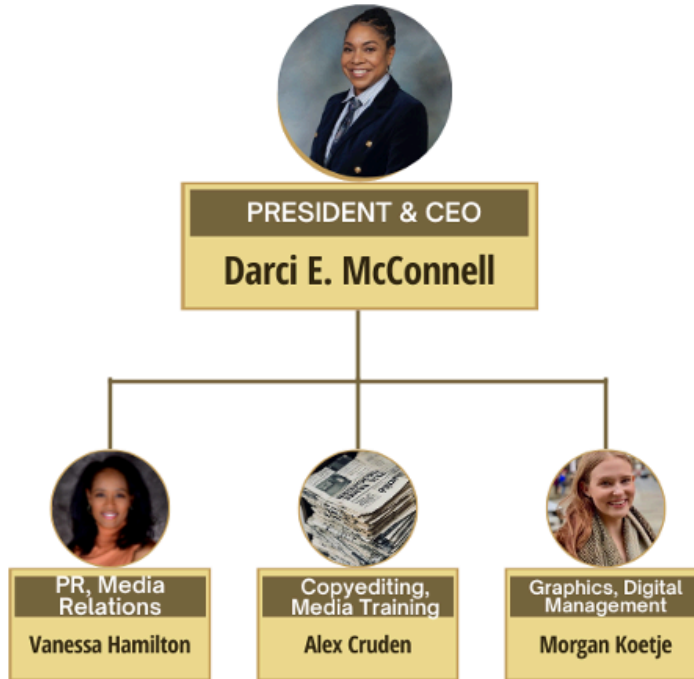 PRESIDENT & CEO
Darci E. McConnell
PR, Media
Relations
Vanessa Hamilton
Copyediting,
Media Training
Alex Cruden
Graphics, Digital
Management
Morgan Koetje